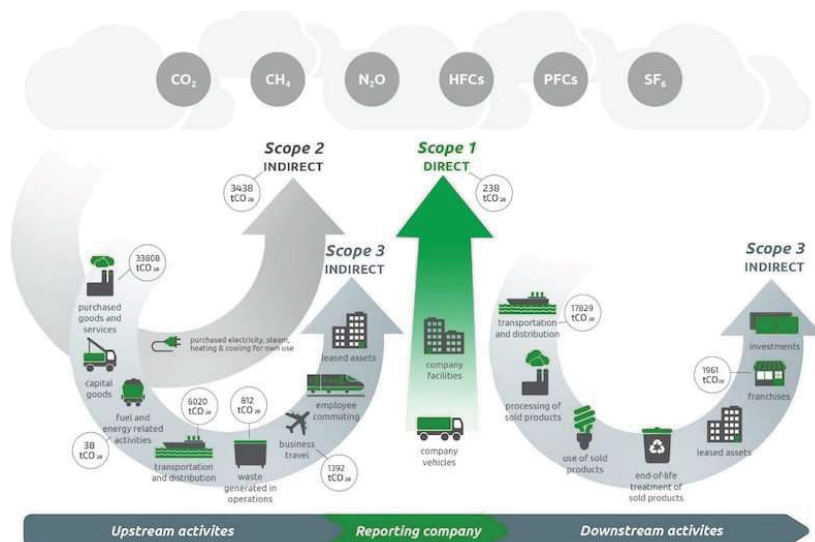 CO₂
CH₄
N₂O
HFCs
PFCs
SF₆
Scope 2
INDIRECT
3438
tCO₂e
Scope 1
DIRECT
238
tCO₂e
Scope 3
INDIRECT
Scope 3
INDIRECT
33808
tCO₂e
purchased
goods and
services
purchased electricity, steam,
heating & cooling for own use
capital
goods
fuel and
energy related
activities
38
tCO₂e
6020
tCO₂e
transportation
and distribution
812
tCO₂e
waste
generated in
operations
business
travel
1392
tCO₂e
employee
commuting
leased assets
company
facilities
company
vehicles
17829
tCO₂e
transportation
and distribution
processing of
sold products
use of sold
products
end-of-life
treatment of
sold products
leased assets
1961
tCO₂e
franchises
investments
Upstream activites
Reporting company
Downstream activites